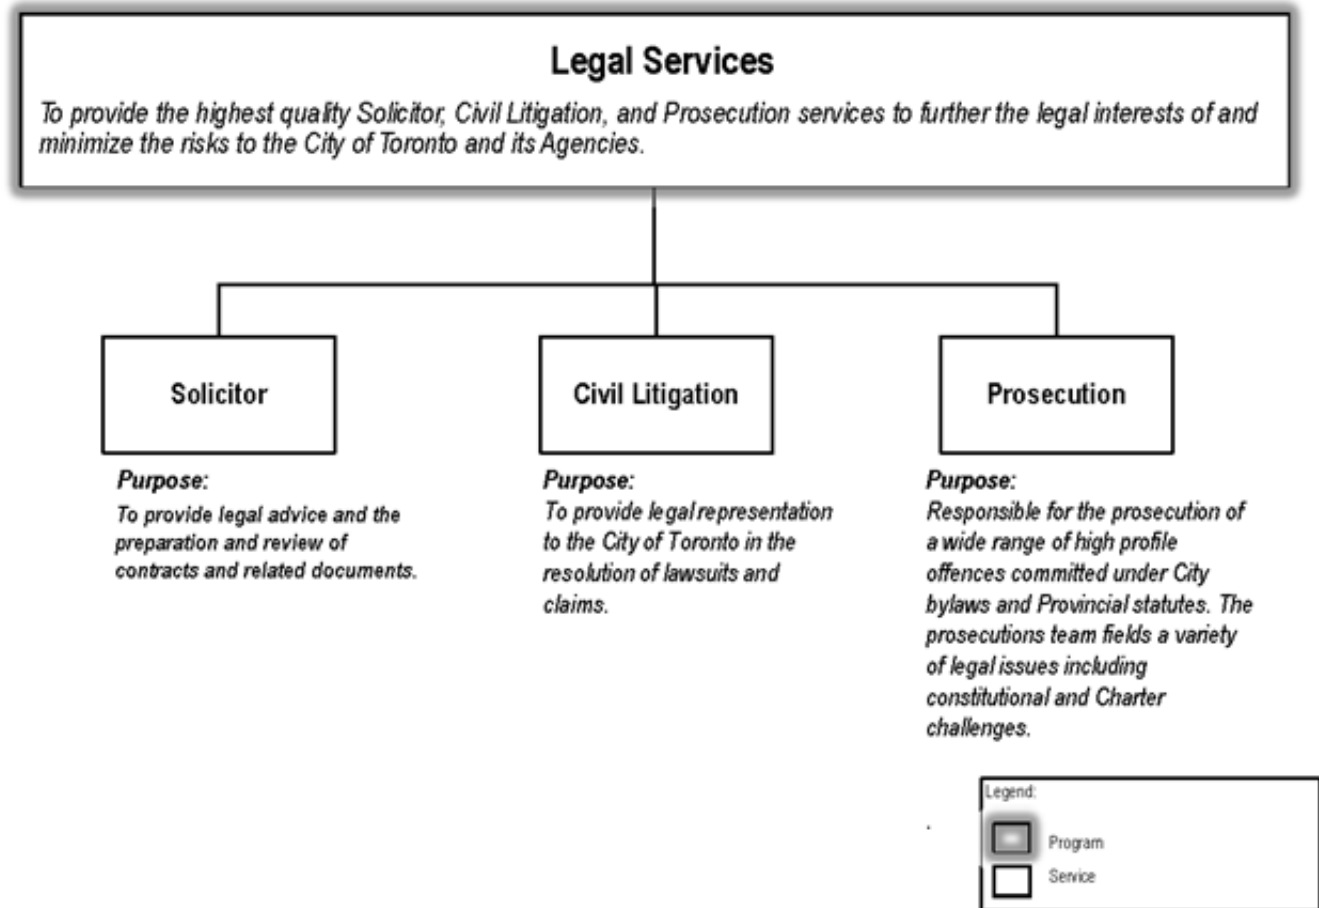 Legal Services
To provide the highest quality Solicitor, Civil Litigation, and Prosecution services to further the legal interests of and
minimize the risks to the City of Toronto and its Agencies.
Solicitor
Purpose:
To provide legal advice and the
preparation and review of
contracts and related documents.
Civil Litigation
Purpose:
To provide legal representation
to the City of Toronto in the
resolution of lawsuits and
claims.
Prosecution
Purpose:
Responsible for the prosecution of
a wide range of high profile
offences committed under City
bylaws and Provincial statutes. The
prosecutions team fields a variety
of legal issues including
constitutional and Charter
challenges.
.
Legend:
Program
Service